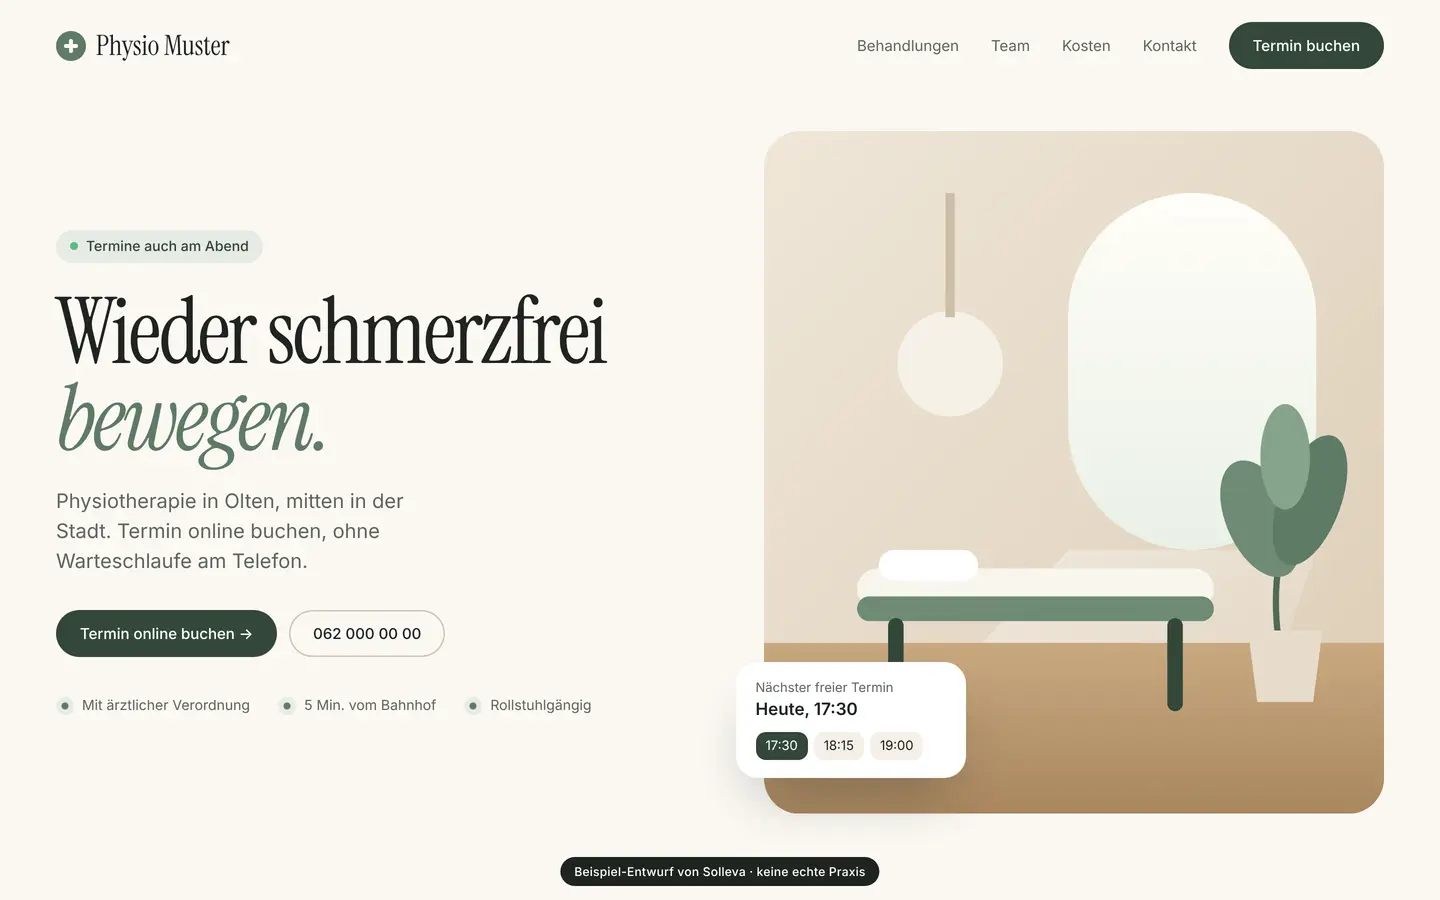 Physio Muster
Behandlungen
Team
Kosten
Kontakt
Termin buchen
Termine auch am Abend
Wieder schmerzfrei
bewegen.
Physiotherapie in Olten, mitten in der
Stadt. Termin online buchen, ohne
Warteschlaufe am Telefon.
Termin online buchen →
062 000 00 00
Mit ärztlicher Verordnung
5 Min. vom Bahnhof
Rollstuhlgängig
Nächster freier Termin
Heute, 17:30
17:30
18:15
19:00
Beispiel-Entwurf von Solleva · keine echte Praxis